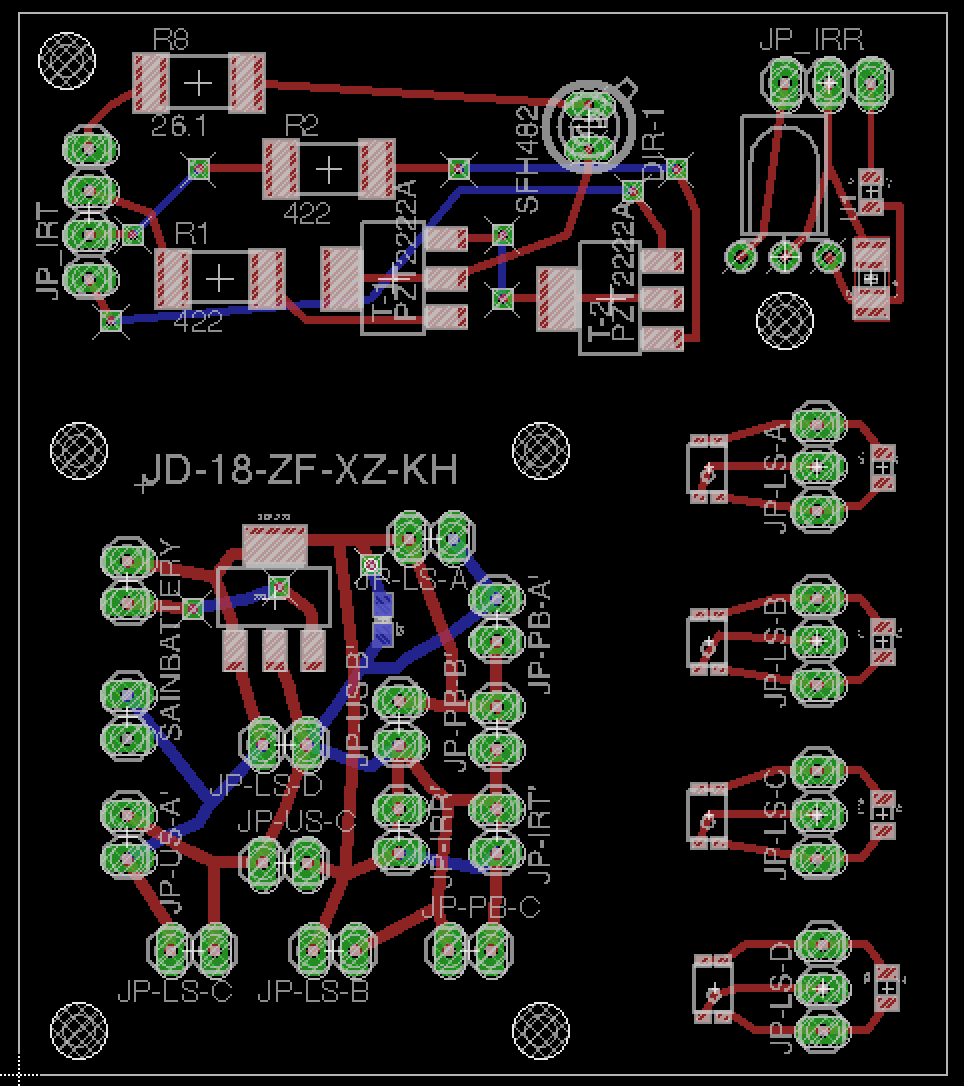 R8
JP_IRR
26.1
R2
SFH482
JIR-1
422
JP_IRT
R1
422
T-1
PZT2222A
T-2
PZT2222A
JP-LS-A
JD-18-ZF-XZ-KH
JP-LS-A
SAINBATTERY
JP-PB-A'
JP-LS-B
JP-US-B'
JP-PB-B'
JP-LS-D
JP-US-C
JP-LS-C
JP-US-A'
JP-IRR'
JP-IRT'
JP-PB-C
JP-LS-C
JP-LS-B
JP-LS-D